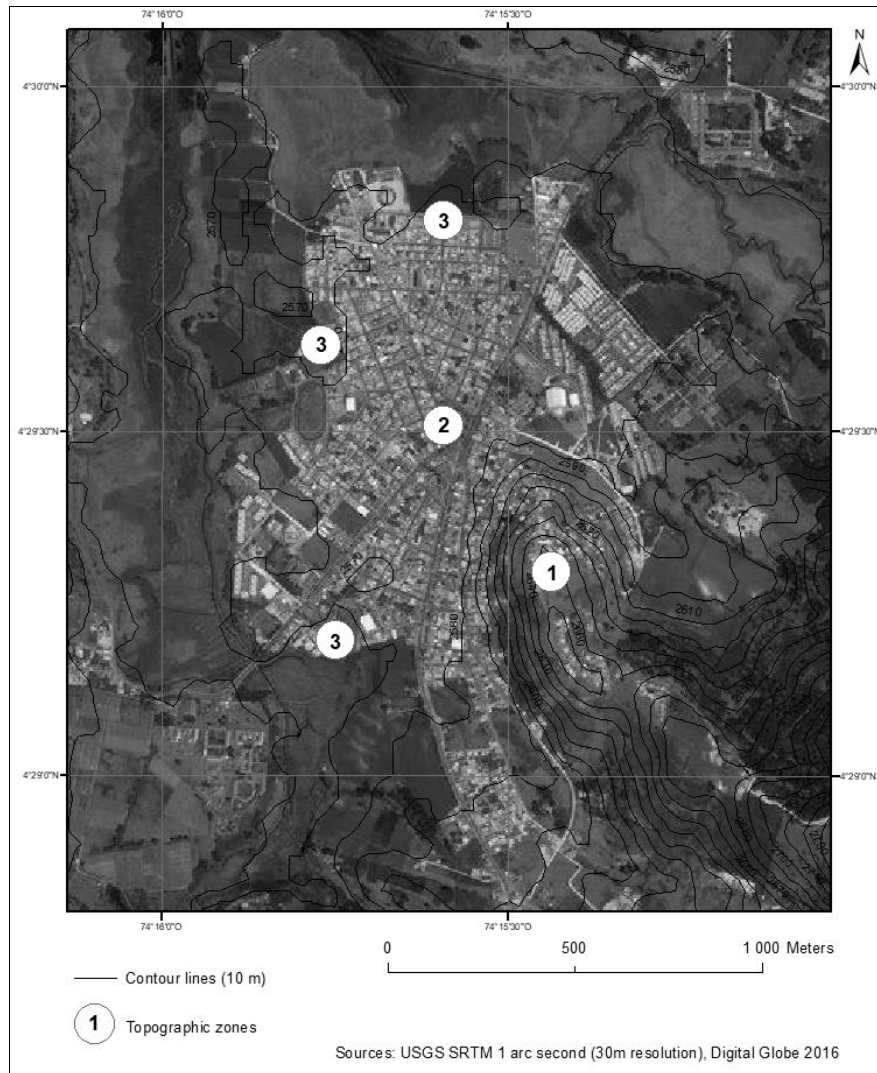 74°16'0"O 74°15'30"O
N
4°30'0"N 4°30'0"N
2580
2570
3
2570
3
2
4°29'30"N 4°29'30"N
2590
1
2570
2610
2580
3
4°29'0"N 4°29'0"N
74°16'0"O 74°15'30"O
0 500 1 000 Meters
Contour lines (10 m)
1 Topographic zones
Sources: USGS SRTM 1 arc second (30m resolution), Digital Globe 2016